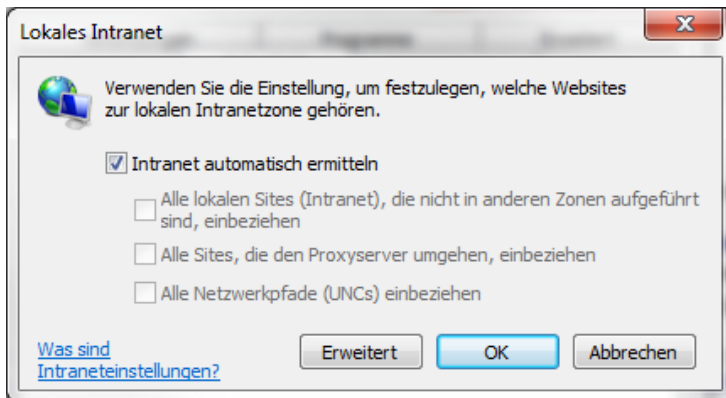 Lokales Intranet
Verwenden Sie die Einstellung, um festzulegen, welche Websites
zur lokalen Intranetzone gehören.
Intranet automatisch ermitteln
Alle lokalen Sites (Intranet), die nicht in anderen Zonen aufgeführt
sind, einbeziehen
Alle Sites, die den Proxyserver umgehen, einbeziehen
Alle Netzwerkpfade (UNCs) einbeziehen
Was sind
Intraneteinstellungen?
Erweitert
OK
Abbrechen